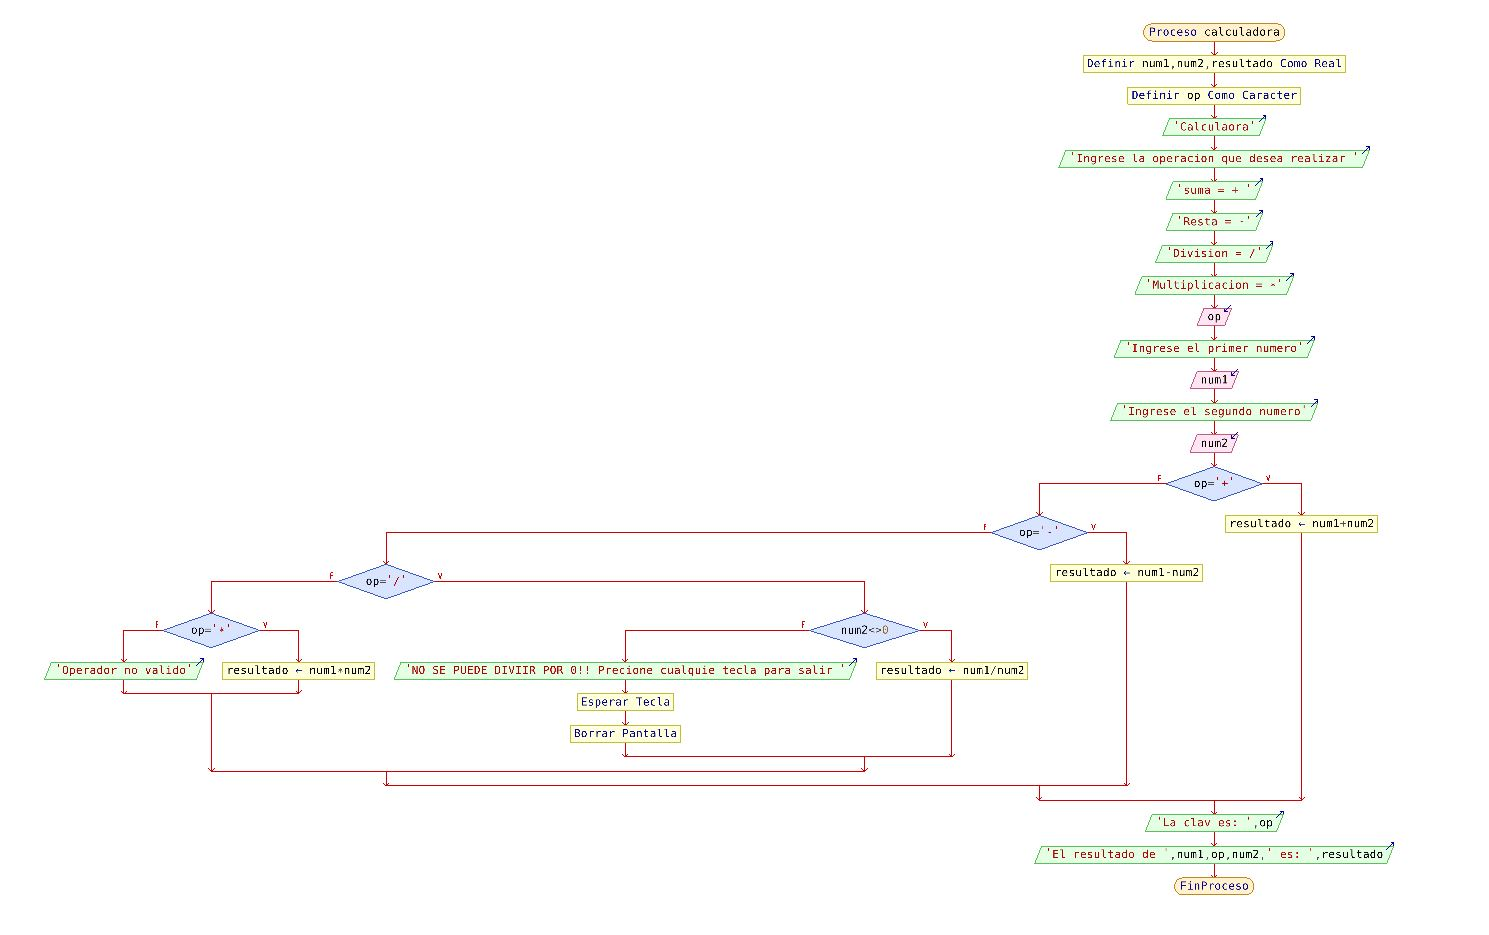 Proceso calculadora
Definir num1,num2,resultado Como Real
Definir op Como Caracter
'Calculaora'
'Ingrese la operacion que desea realizar '
'suma = + '
'Resta = -'
'Division = /'
'Multiplicacion = *'
op
'Ingrese el primer numero'
num1
'Ingrese el segundo numero'
num2
F op='+' V
resultado ← num1+num2
F op='-' V
resultado ← num1-num2
F op='/' V
F op='*' V
F num2<>0 V
'Operador no valido'
resultado ← num1*num2
'NO SE PUEDE DIVIIR POR 0!! Precione cualquie tecla para salir '
resultado ← num1/num2
Esperar Tecla
Borrar Pantalla
'La clav es: ',op
'El resultado de ',num1,op,num2,' es: ',resultado
FinProceso